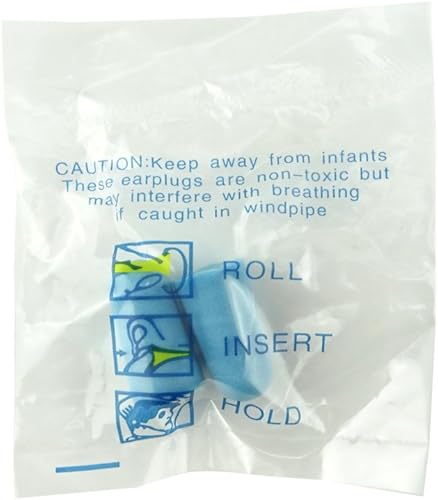 CAUTION:Keep away from infants
These earplugs are non-toxic but
may interfere with breathing
if caught in windpipe
ROLL
INSERT
HOLD